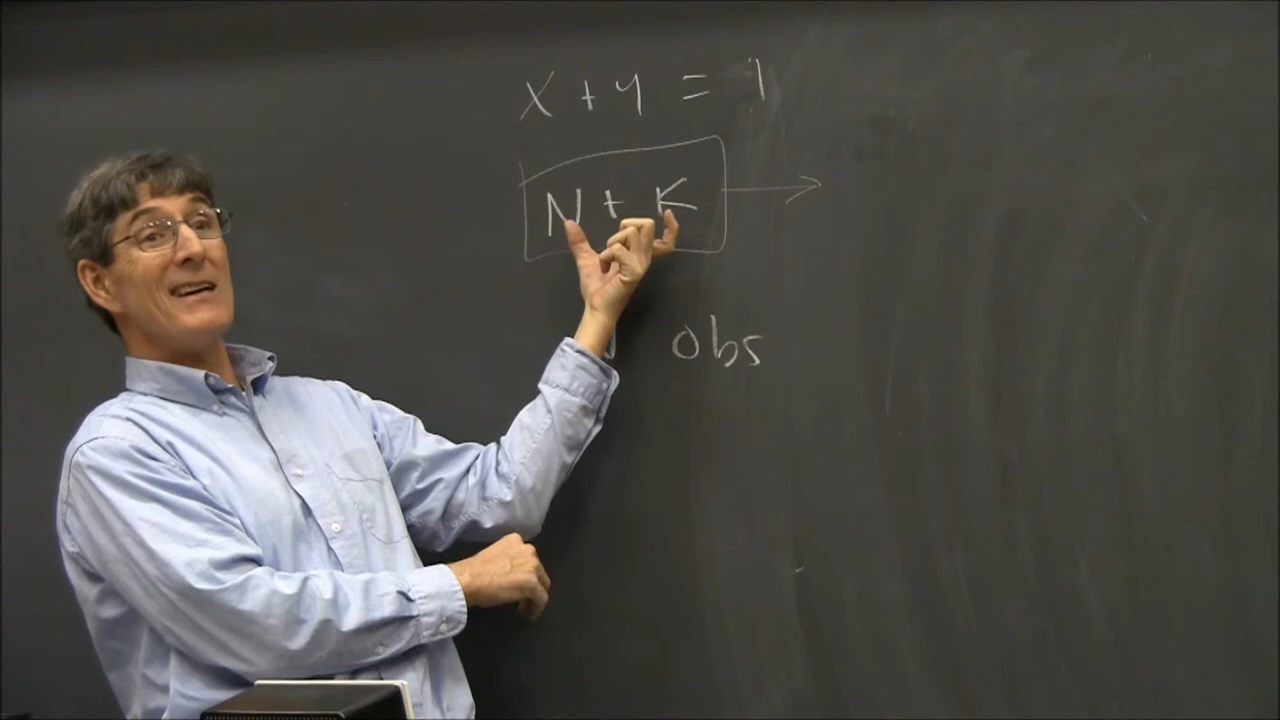 x + y = 1
N + K →
obs